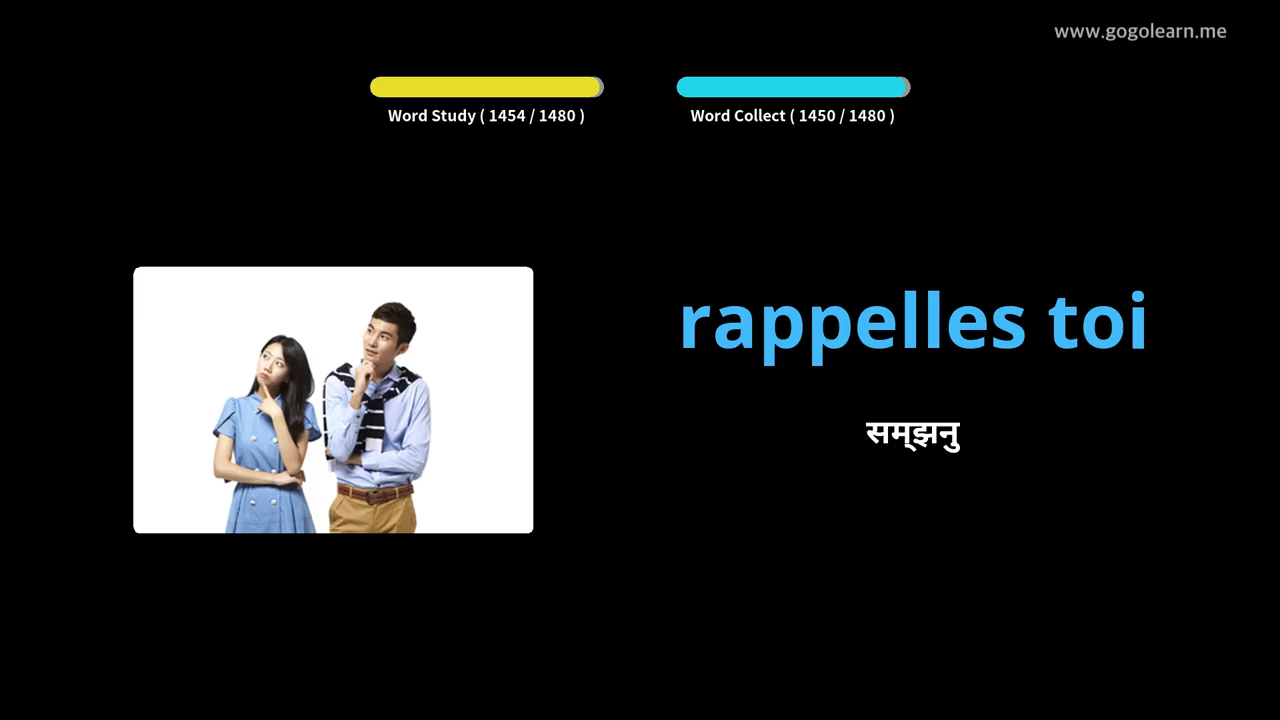 www.gogolearn.me
Word Study ( 1454 / 1480 )
Word Collect ( 1450 / 1480 )
rappelles toi
सम्झनु